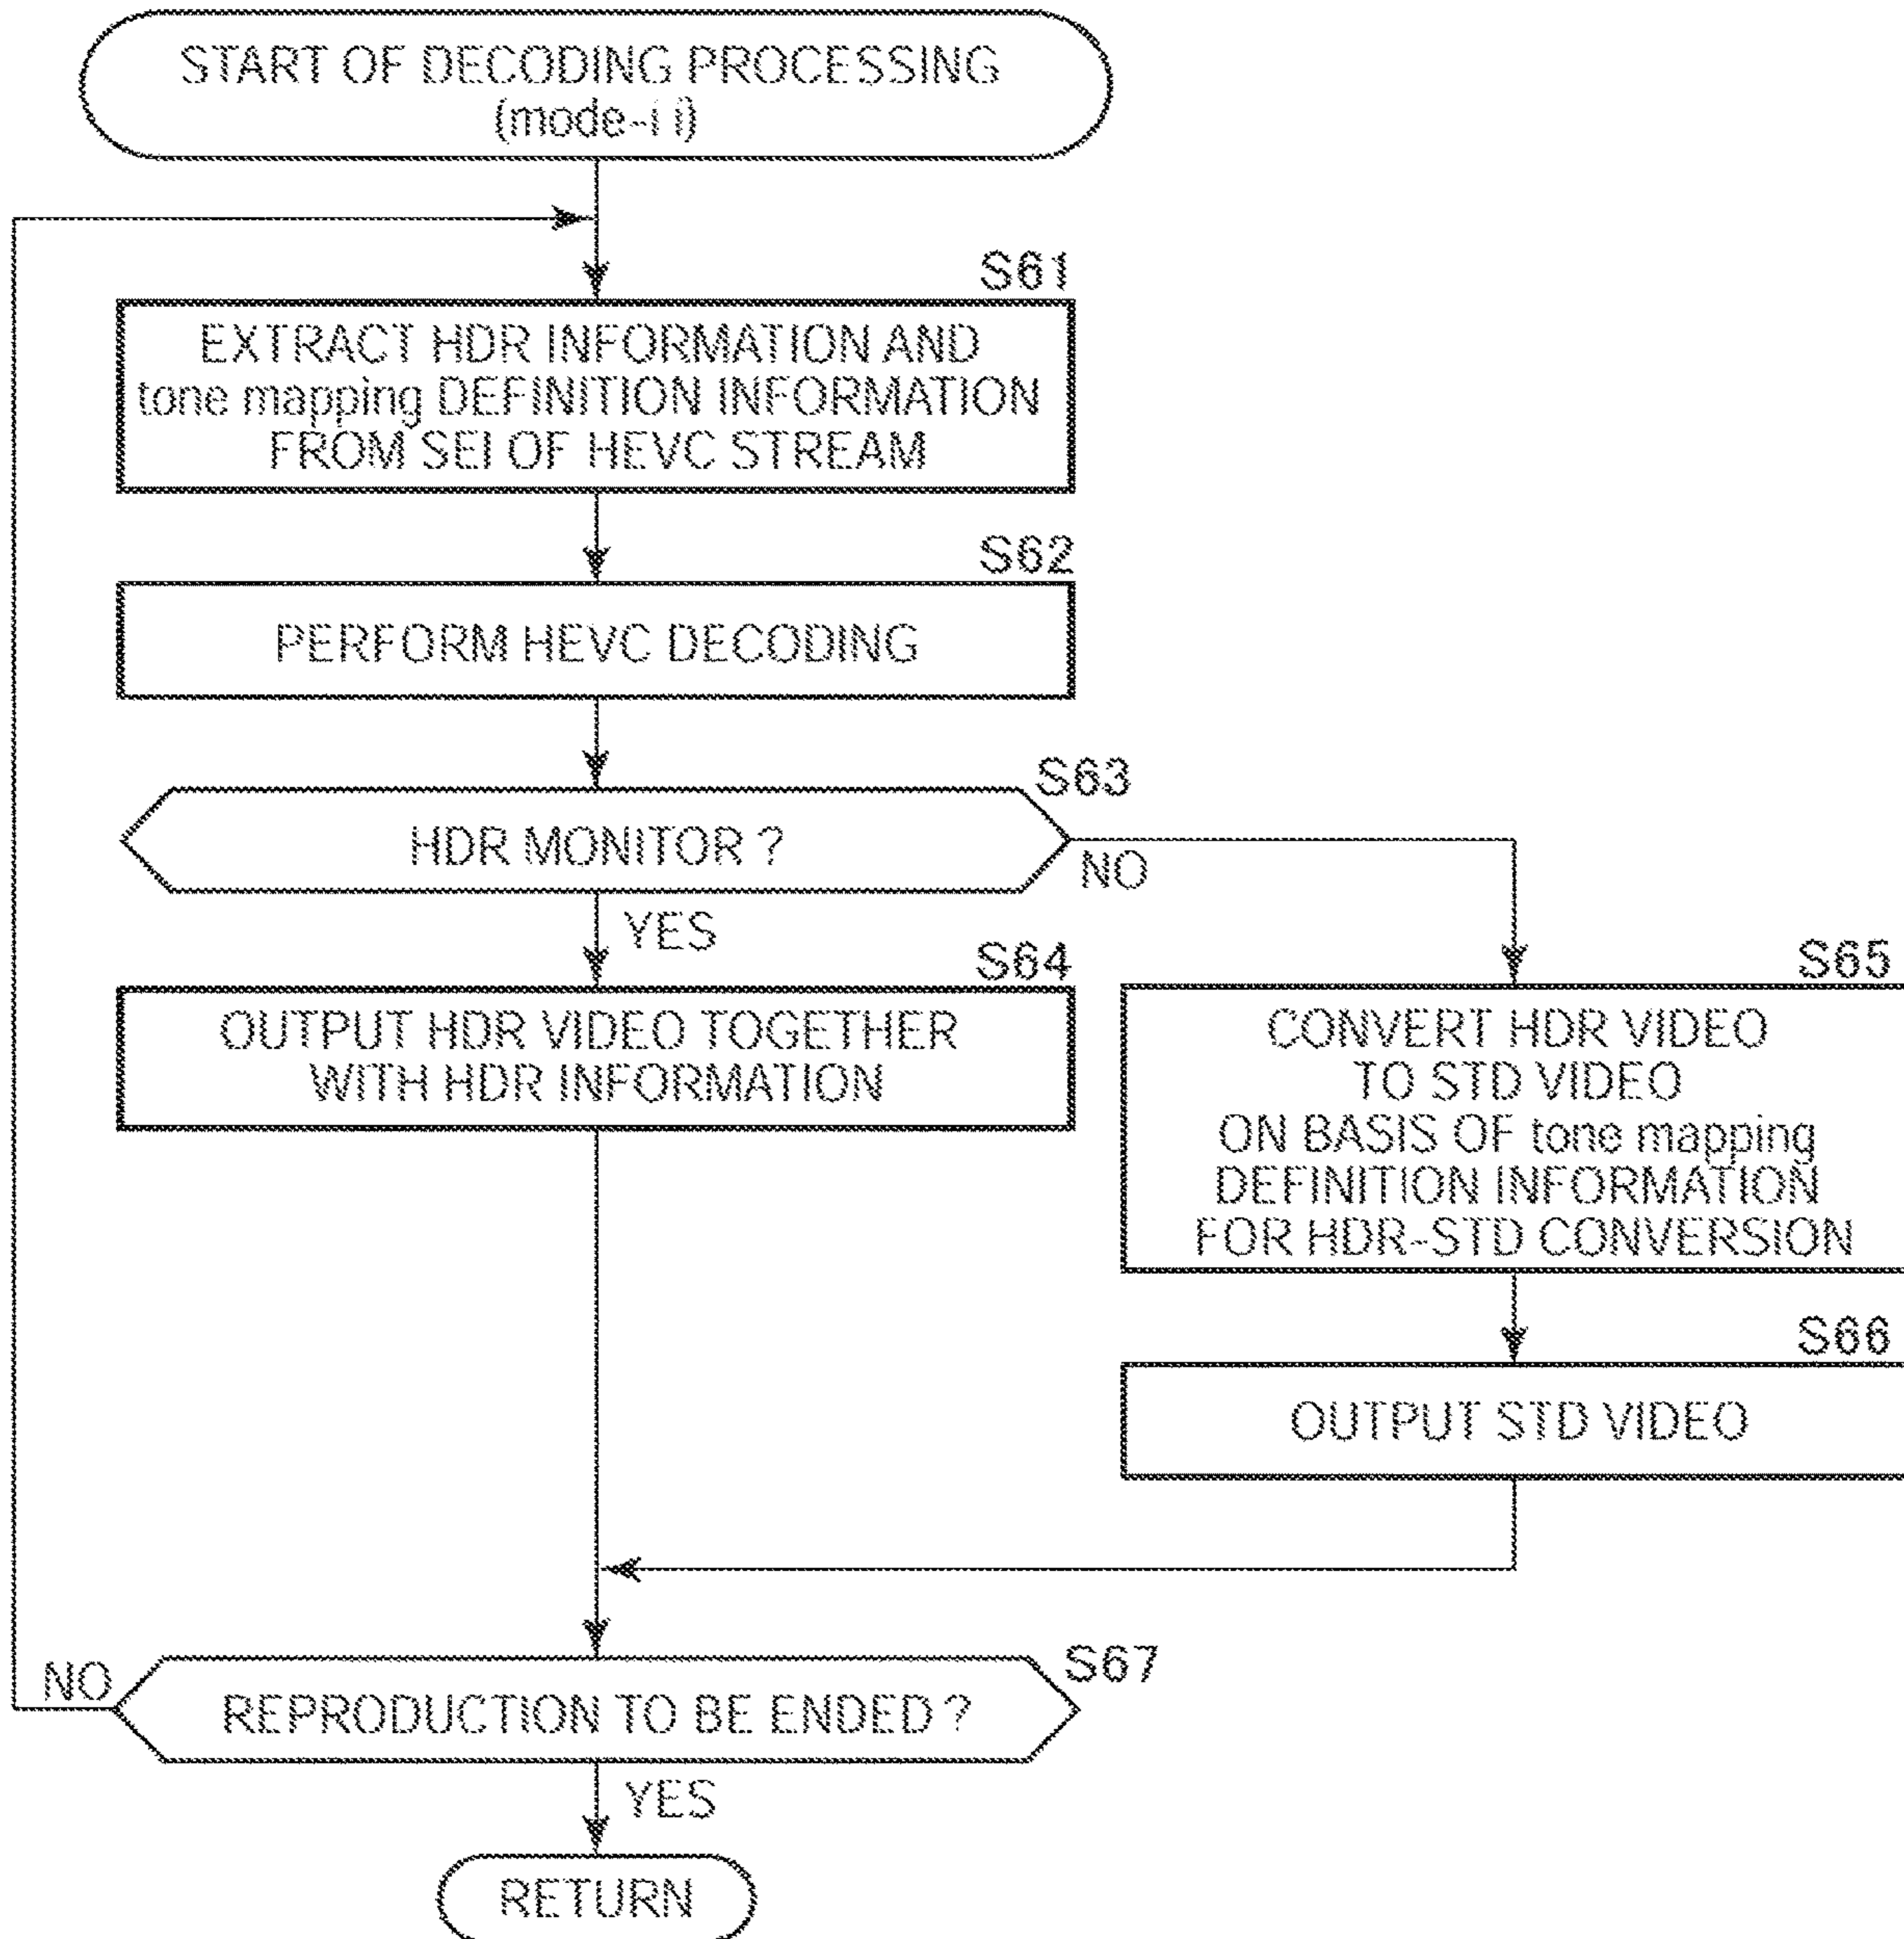 START OF DECODING PROCESSING
(mode-i i)
S61
EXTRACT HDR INFORMATION AND
tone mapping DEFINITION INFORMATION
FROM SEI OF HEVC STREAM
S62
PERFORM HEVC DECODING
S63
HDR MONITOR ?
NO
YES
S64
OUTPUT HDR VIDEO TOGETHER
WITH HDR INFORMATION
S65
CONVERT HDR VIDEO
TO STD VIDEO
ON BASIS OF tone mapping
DEFINITION INFORMATION
FOR HDR-STD CONVERSION
S66
OUTPUT STD VIDEO
S67
NO
REPRODUCTION TO BE ENDED ?
YES
RETURN